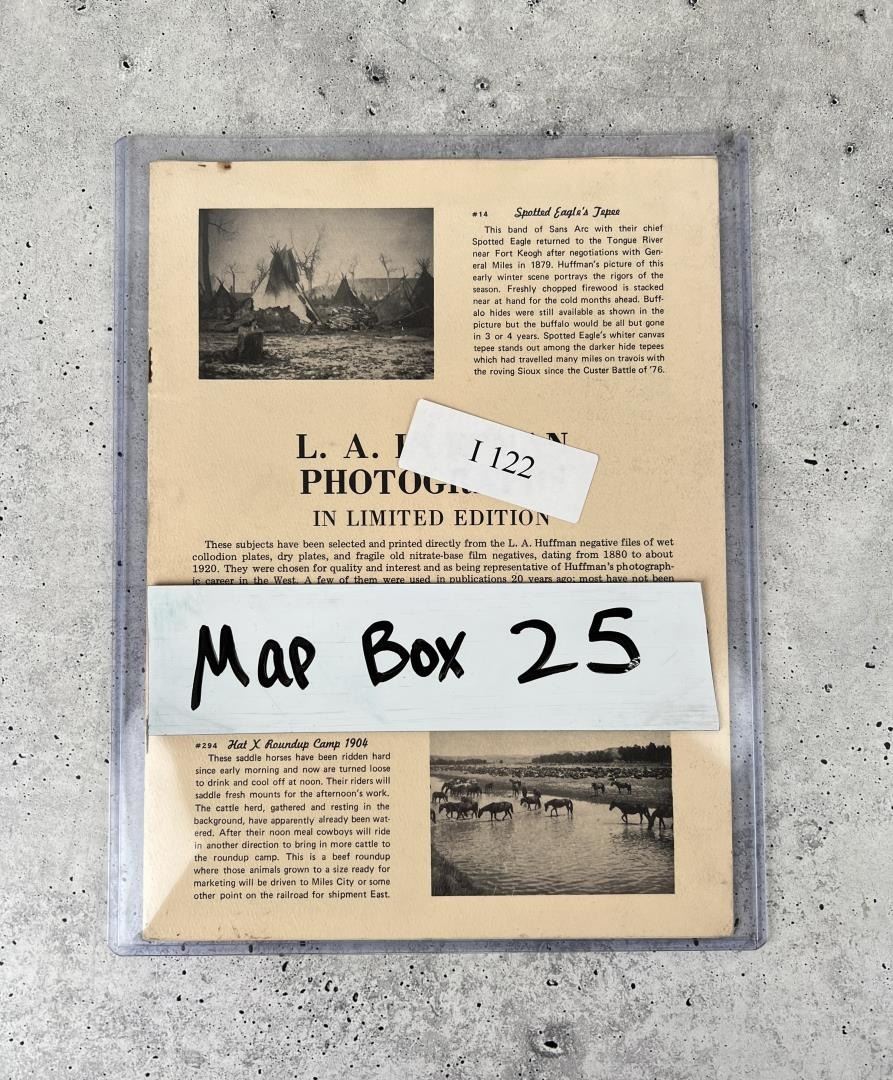 #14 Spotted Eagle's Tepee
This band of Sans Arc with their chief
Spotted Eagle returned to the Tongue River
near Fort Keogh after negotiations with Gen-
eral Miles in 1879. Huffman's picture of this
early winter scene portrays the rigors of the
season. Freshly chopped firewood is stacked
near at hand for the cold months ahead. Buff-
alo hides were still available as shown in the
picture but the buffalo would be all but gone
in 3 or 4 years. Spotted Eagle's whiter canvas
tepee stands out among the darker hide tepees
which had travelled many miles on travois with
the roving Sioux since the Custer Battle of '76.
L. A.
I 122
IN LIMITED EDITION
These subjects have been selected and printed directly from the L. A. Huffman negative files of wet
collodion plates, dry plates, and fragile old nitrate-base film negatives, dating from 1880 to about
1920. They were chosen for quality and interest and as being representative of Huffman's photograph-
ic career in the West. A few of them were used in publications 20 years ago; most have not been
Map Box 25
#294 Hat X Roundup Camp 1904
These saddle horses have been ridden hard
since early morning and now are turned loose
to drink and cool off at noon. Their riders will
saddle fresh mounts for the afternoon's work.
The cattle herd, gathered and resting in the
background, have apparently already been wat-
ered. After their noon meal cowboys will ride
in another direction to bring in more cattle to
the roundup camp. This is a beef roundup
where those animals grown to a size ready for
marketing will be driven to Miles City or some
other point on the railroad for shipment East.